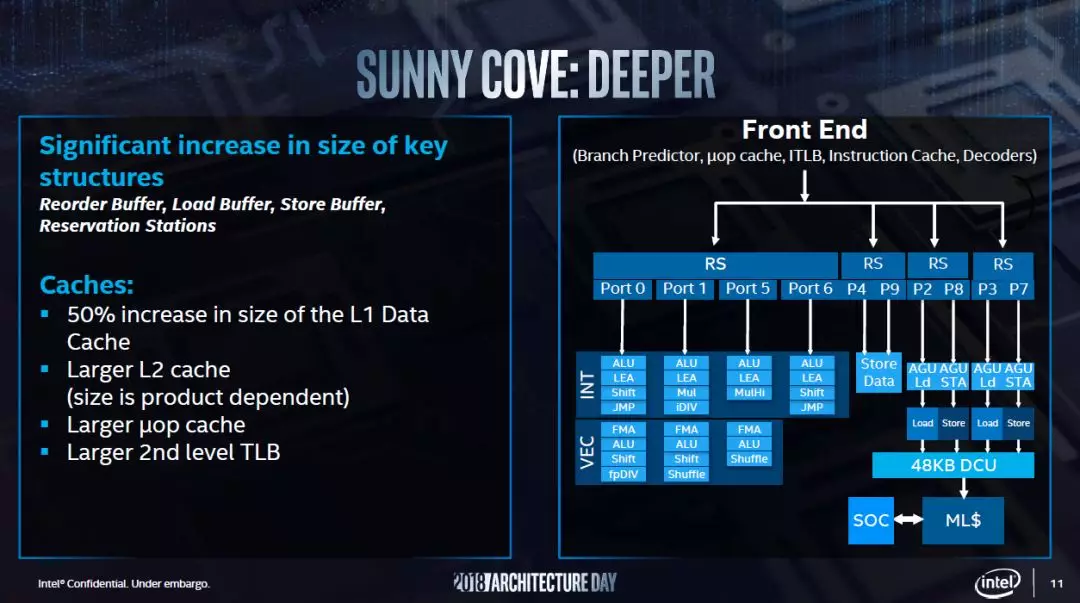 SUNNY COVE: DEEPER
Significant increase in size of key
structures
Reorder Buffer, Load Buffer, Store Buffer,
Reservation Stations
Caches:
▪ 50% increase in size of the L1 Data
Cache
▪ Larger L2 cache
(size is product dependent)
▪ Larger μop cache
▪ Larger 2nd level TLB
Front End
(Branch Predictor, μop cache, ITLB, Instruction Cache, Decoders)
RS RS RS RS
Port 0 Port 1 Port 5 Port 6 P4 P9 P2 P8 P3 P7
INT
ALU ALU ALU ALU
LEA LEA LEA LEA
Shift Mul MulHi Shift
JMP iDIV JMP
VEC
FMA FMA FMA
ALU ALU ALU
Shift Shift Shuffle
fpDIV Shuffle
Store
Data
AGU AGU AGU AGU
Ld STA Ld STA
Load Store Load Store
48KB DCU
SOC ML$
Intel® Confidential. Under embargo.
2018 ARCHITECTURE DAY
intel
11